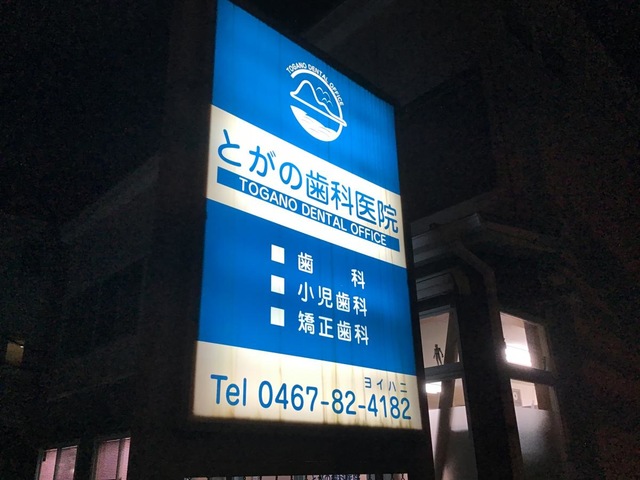 TOGANO DENTAL OFFICE
とがの歯科医院
TOGANO DENTAL OFFICE
■ 歯 科
■ 小児歯科
■ 矯正歯科
ヨイハニ
Tel 0467-82-4182